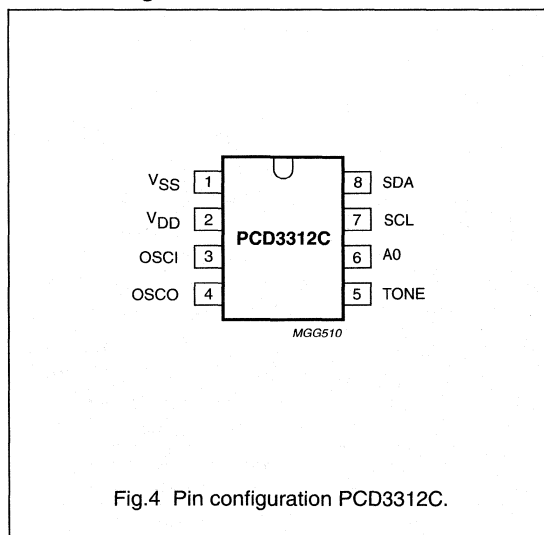 VSS 1 8 SDA
VDD 2 7 SCL
PCD3312C
OSCI 3 6 A0
OSCO 4 5 TONE
MGG510
Fig.4 Pin configuration PCD3312C.